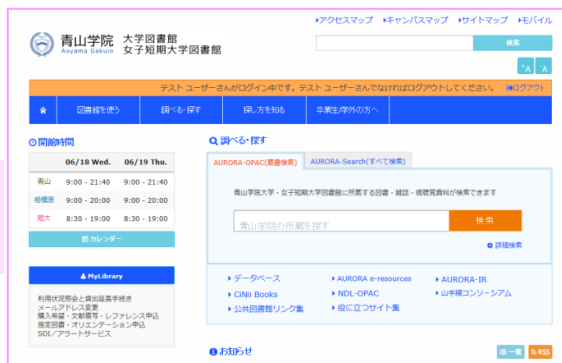 アクセスマップ キャンパスマップ サイトマップ モバイル
青山学院 大学図書館
Aoyama Gakuin 女子短期大学図書館
検索
+A -A
テスト ユーザーさんがログイン中です。テスト ユーザーさんでなければログアウトしてください。 ログアウト
図書館を使う 調べる・探す 探し方を知る 卒業生/学外の方へ
開館時間
06/18 Wed. 06/19 Thu.
青山 9:00 - 21:40 9:00 - 21:40
相模原 9:00 - 20:00 9:00 - 20:00
短大 8:30 - 19:00 8:30 - 19:00
カレンダー
MyLibrary
利用状況照会と貸出延長手続き
メールアドレス変更
購入希望・文献複写・レファレンス申込
指定図書・オリエンテーション申込
SDI／アラートサービス
調べる・探す
AURORA-OPAC(蔵書検索) AURORA-Search(すべて検索)
青山学院大学・女子短期大学図書館に所蔵する図書・雑誌・視聴覚資料が検索できます
青山学院の所蔵を探す 検索
詳細検索
データベース AURORA e-resources AURORA-IR
CiNii Books NDL-OPAC 山手線コンソーシアム
公共図書館リンク集 役に立つサイト集
お知らせ 一覧 RSS